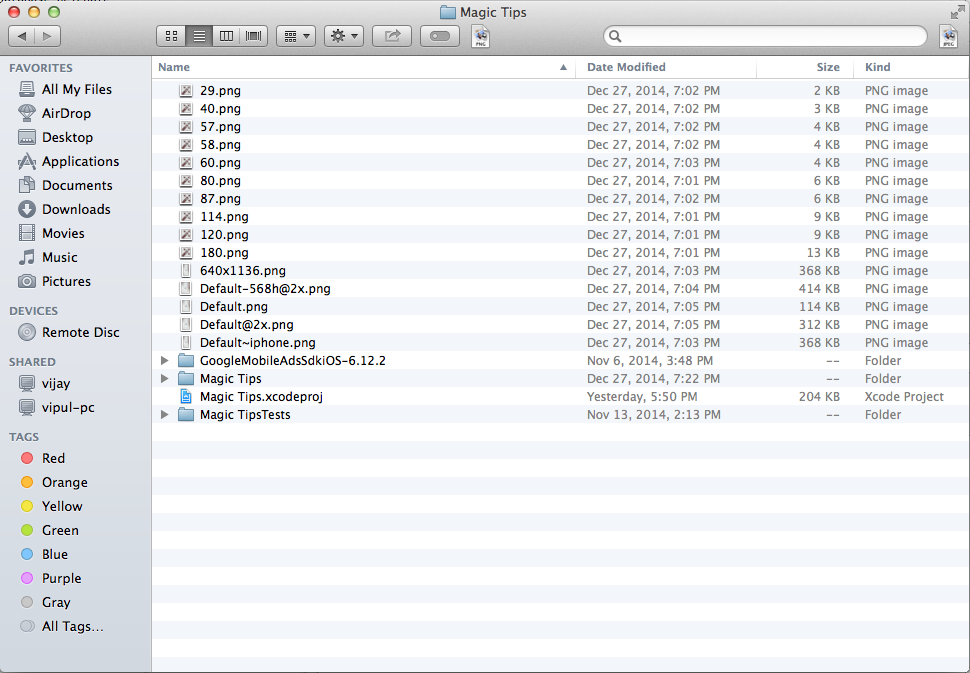 Magic Tips
PNG
JPEG
FAVORITES
All My Files
AirDrop
Desktop
Applications
Documents
Downloads
Movies
Music
Pictures
DEVICES
Remote Disc
SHARED
vijay
vipul-pc
TAGS
Red
Orange
Yellow
Green
Blue
Purple
Gray
All Tags...
Name Date Modified Size Kind
29.png Dec 27, 2014, 7:02 PM 2 KB PNG image
40.png Dec 27, 2014, 7:02 PM 3 KB PNG image
57.png Dec 27, 2014, 7:02 PM 4 KB PNG image
58.png Dec 27, 2014, 7:02 PM 4 KB PNG image
60.png Dec 27, 2014, 7:03 PM 4 KB PNG image
80.png Dec 27, 2014, 7:01 PM 6 KB PNG image
87.png Dec 27, 2014, 7:02 PM 6 KB PNG image
114.png Dec 27, 2014, 7:01 PM 9 KB PNG image
120.png Dec 27, 2014, 7:01 PM 9 KB PNG image
180.png Dec 27, 2014, 7:01 PM 13 KB PNG image
640x1136.png Dec 27, 2014, 7:03 PM 368 KB PNG image
Default-568h@2x.png Dec 27, 2014, 7:04 PM 414 KB PNG image
Default.png Dec 27, 2014, 7:05 PM 114 KB PNG image
Default@2x.png Dec 27, 2014, 7:05 PM 312 KB PNG image
Default~iphone.png Dec 27, 2014, 7:03 PM 368 KB PNG image
GoogleMobileAdsSdkiOS-6.12.2 Nov 6, 2014, 3:48 PM -- Folder
Magic Tips Dec 27, 2014, 7:22 PM -- Folder
Magic Tips.xcodeproj Yesterday, 5:50 PM 204 KB Xcode Project
Magic TipsTests Nov 13, 2014, 2:13 PM -- Folder